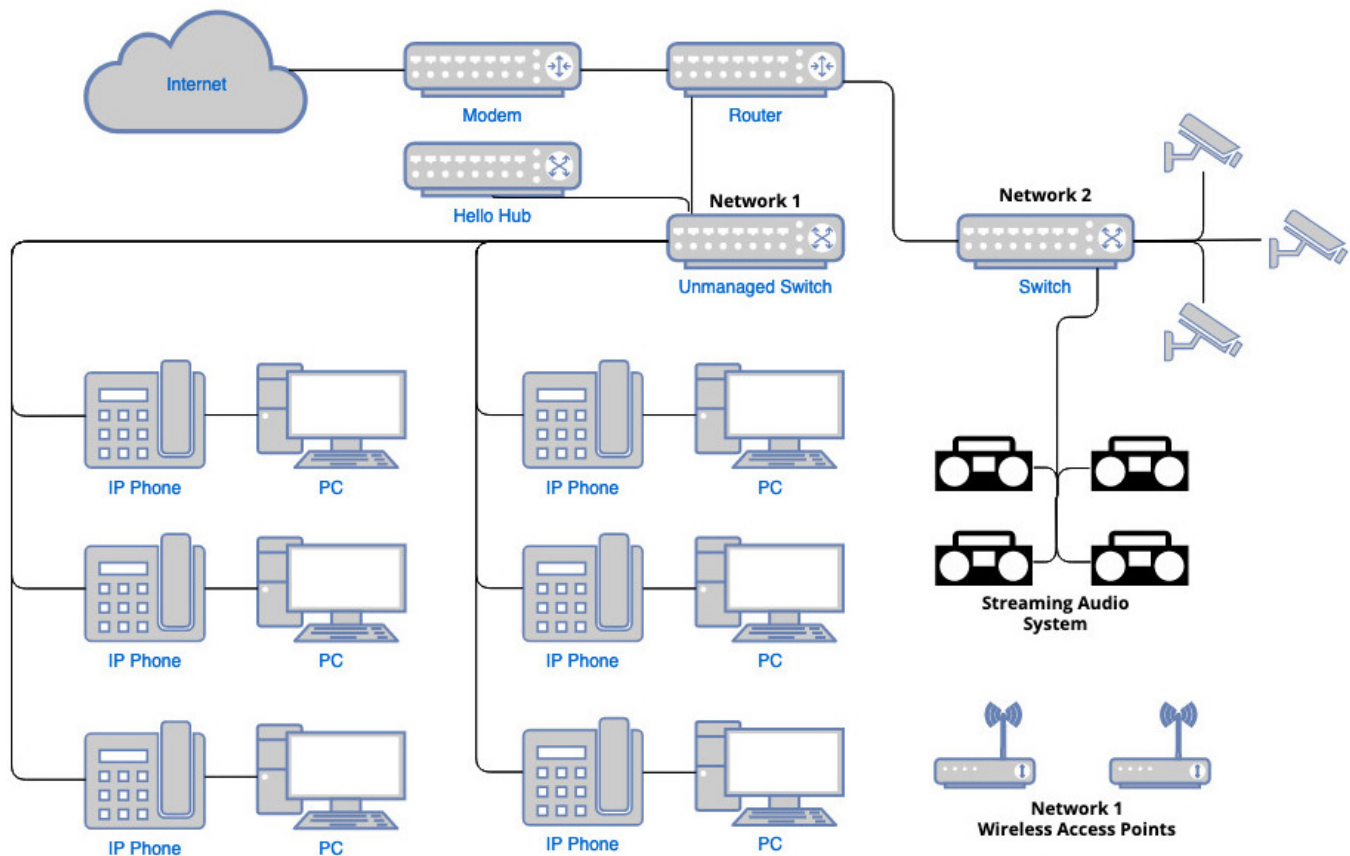 Internet
Modem
Router
Hello Hub
Network 1
Network 2
Unmanaged Switch
Switch
IP Phone
PC
IP Phone
PC
IP Phone
PC
IP Phone
PC
Streaming Audio
System
IP Phone
PC
IP Phone
PC
Network 1
Wireless Access Points